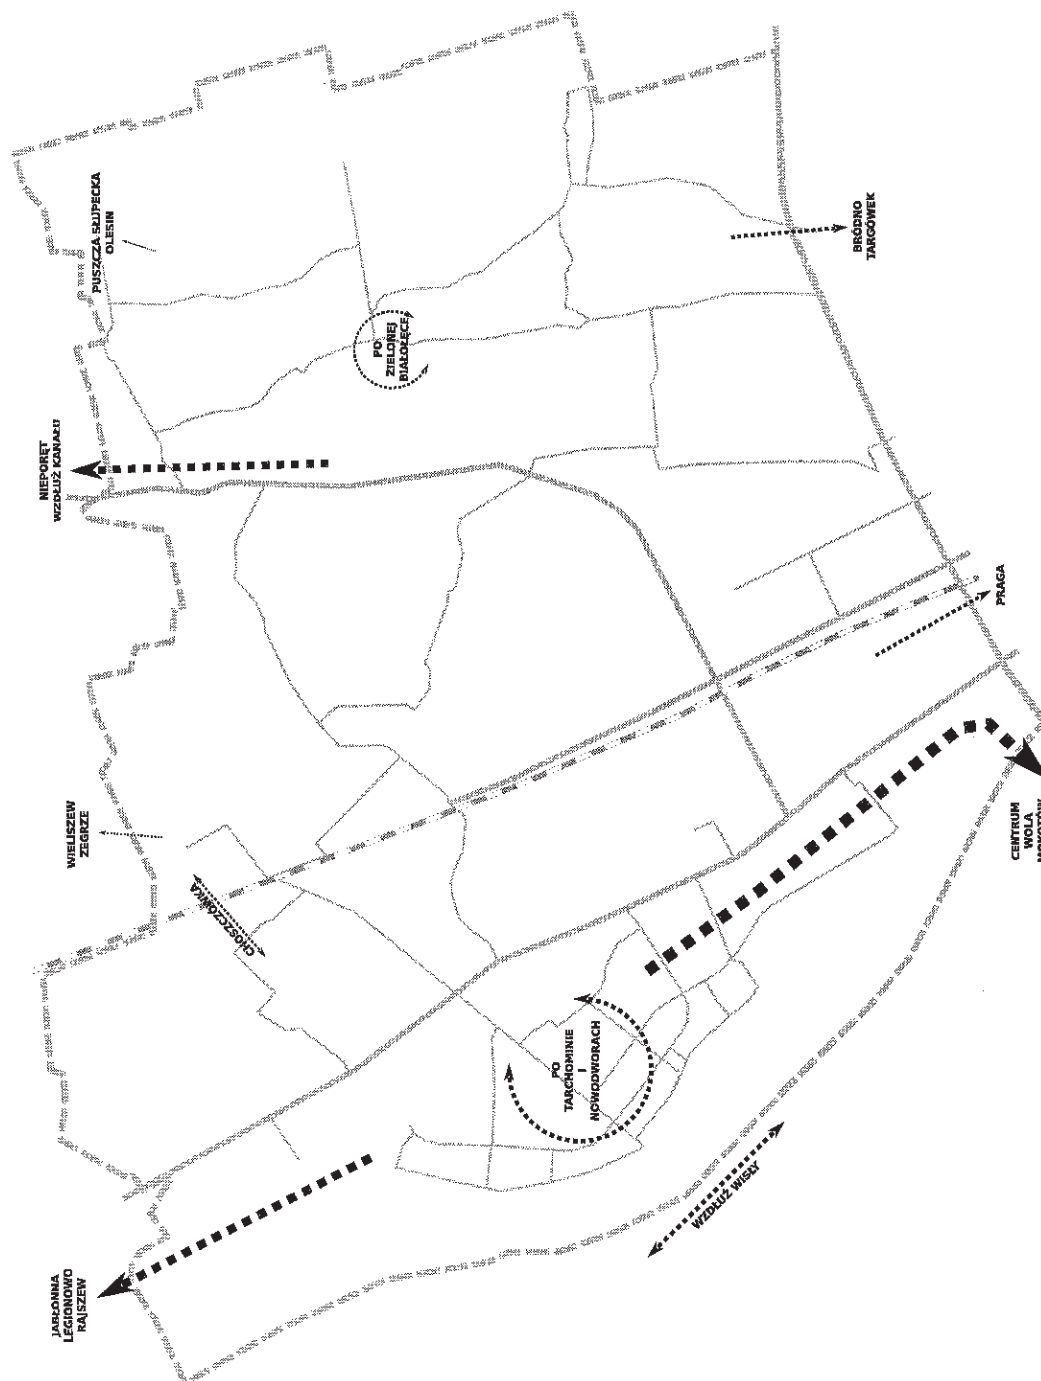 PUSZCZA SŁUPECKA
OLESIN
BRÓDNO
TARGÓWEK
PO
ZIELONEJ
BIAŁOŁĘCE
NIEPORĘT
WZDŁUŻ KANAŁU
PRAGA
WIELISZEW
ZEGRZE
CHOSZCZÓWKA
CENTRUM
WOLA
PO
TARCHOMINIE
I
NOWODWORACH
WZDŁUŻ WISŁY
JABŁONNA
LEGIONOWO
RAJSZEW